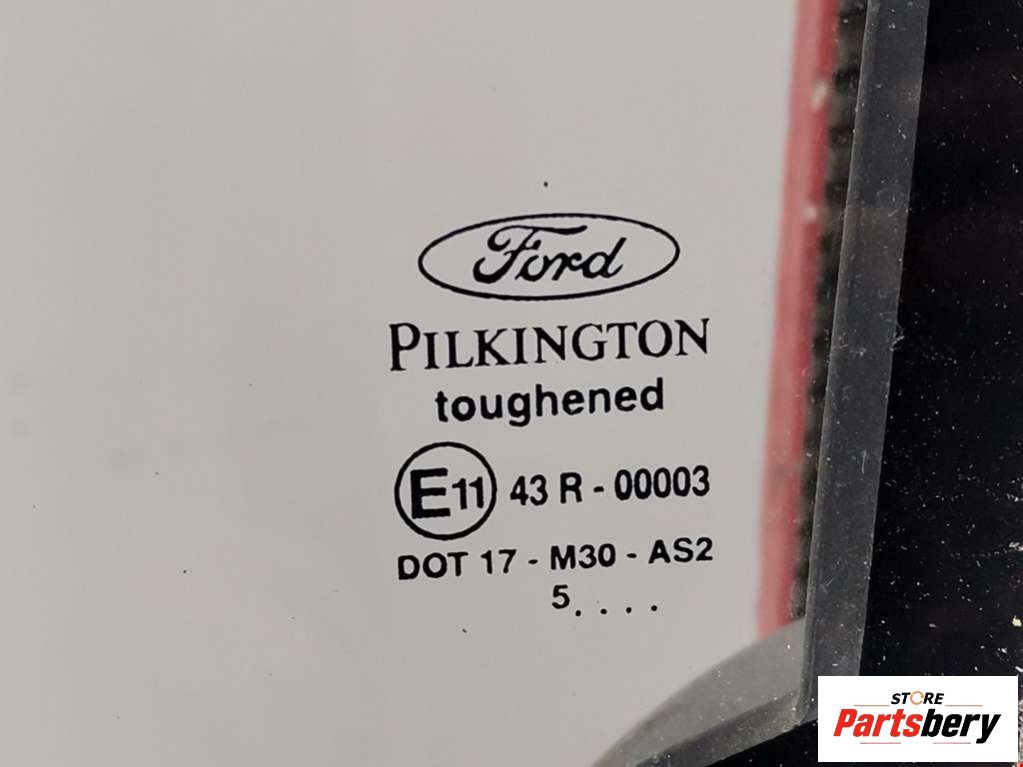 Ford
PILKINGTON
toughened
E11 43 R - 00003
DOT 17 - M30 - AS2
5. . . .
STORE
Partsbery